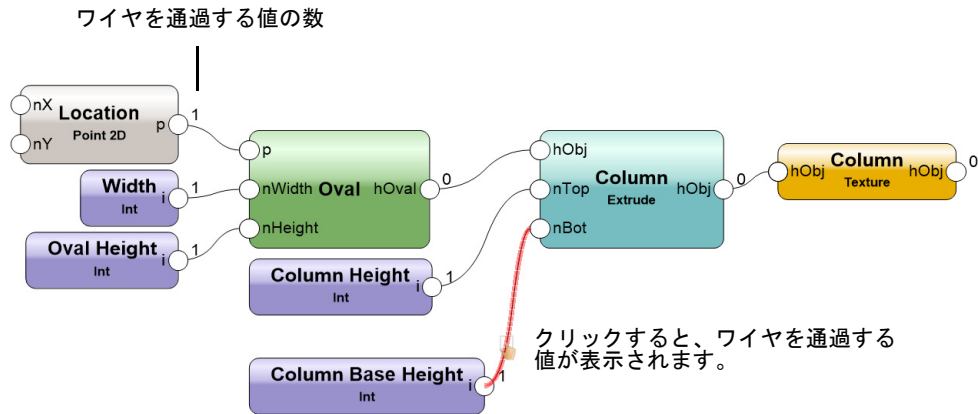 ワイヤを通過する値の数
nX
Location
Point 2D
p
1
nY
Width
Int
i
1
Oval Height
Int
i
1
p
nWidth
Oval
hOval
0
nHeight
Column Height
Int
i
1
hObj
nTop
Column
Extrude
hObj
0
nBot
hObj
Column
Texture
hObj
0
クリックすると、ワイヤを通過する
値が表示されます。
Column Base Height
Int
i
1